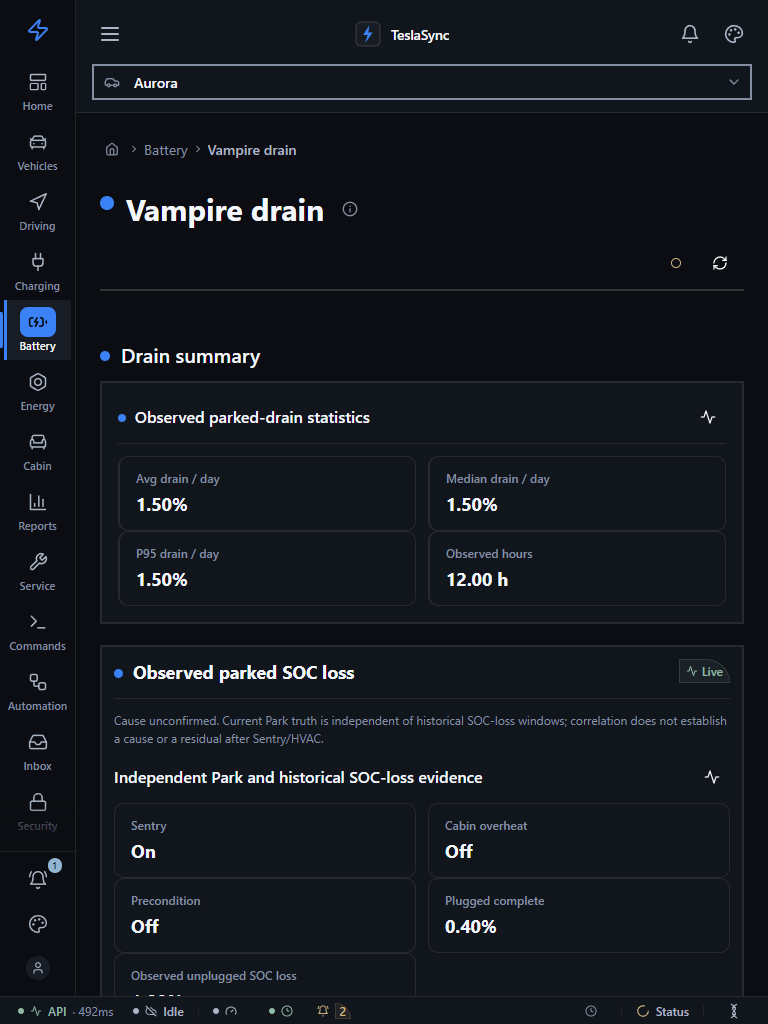 TeslaSync
Aurora
Home
Vehicles
Driving
Charging
Battery
Energy
Cabin
Reports
Service
Commands
Automation
Inbox
Security
1
Battery
Vampire drain
Vampire drain
Drain summary
Observed parked-drain statistics
Avg drain / day
1.50%
Median drain / day
1.50%
P95 drain / day
1.50%
Observed hours
12.00 h
Observed parked SOC loss
Live
Cause unconfirmed. Current Park truth is independent of historical SOC-loss windows; correlation does not establish
a cause or a residual after Sentry/HVAC.
Independent Park and historical SOC-loss evidence
Sentry
On
Cabin overheat
Off
Precondition
Off
Plugged complete
0.40%
Observed unplugged SOC loss
API · 492ms
Idle
2
Status